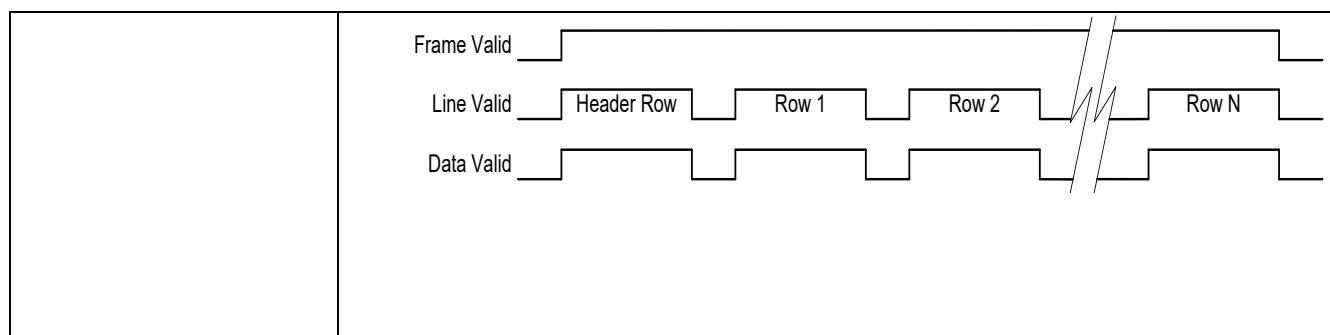 Frame Valid
Line Valid Header Row Row 1 Row 2 Row N
Data Valid